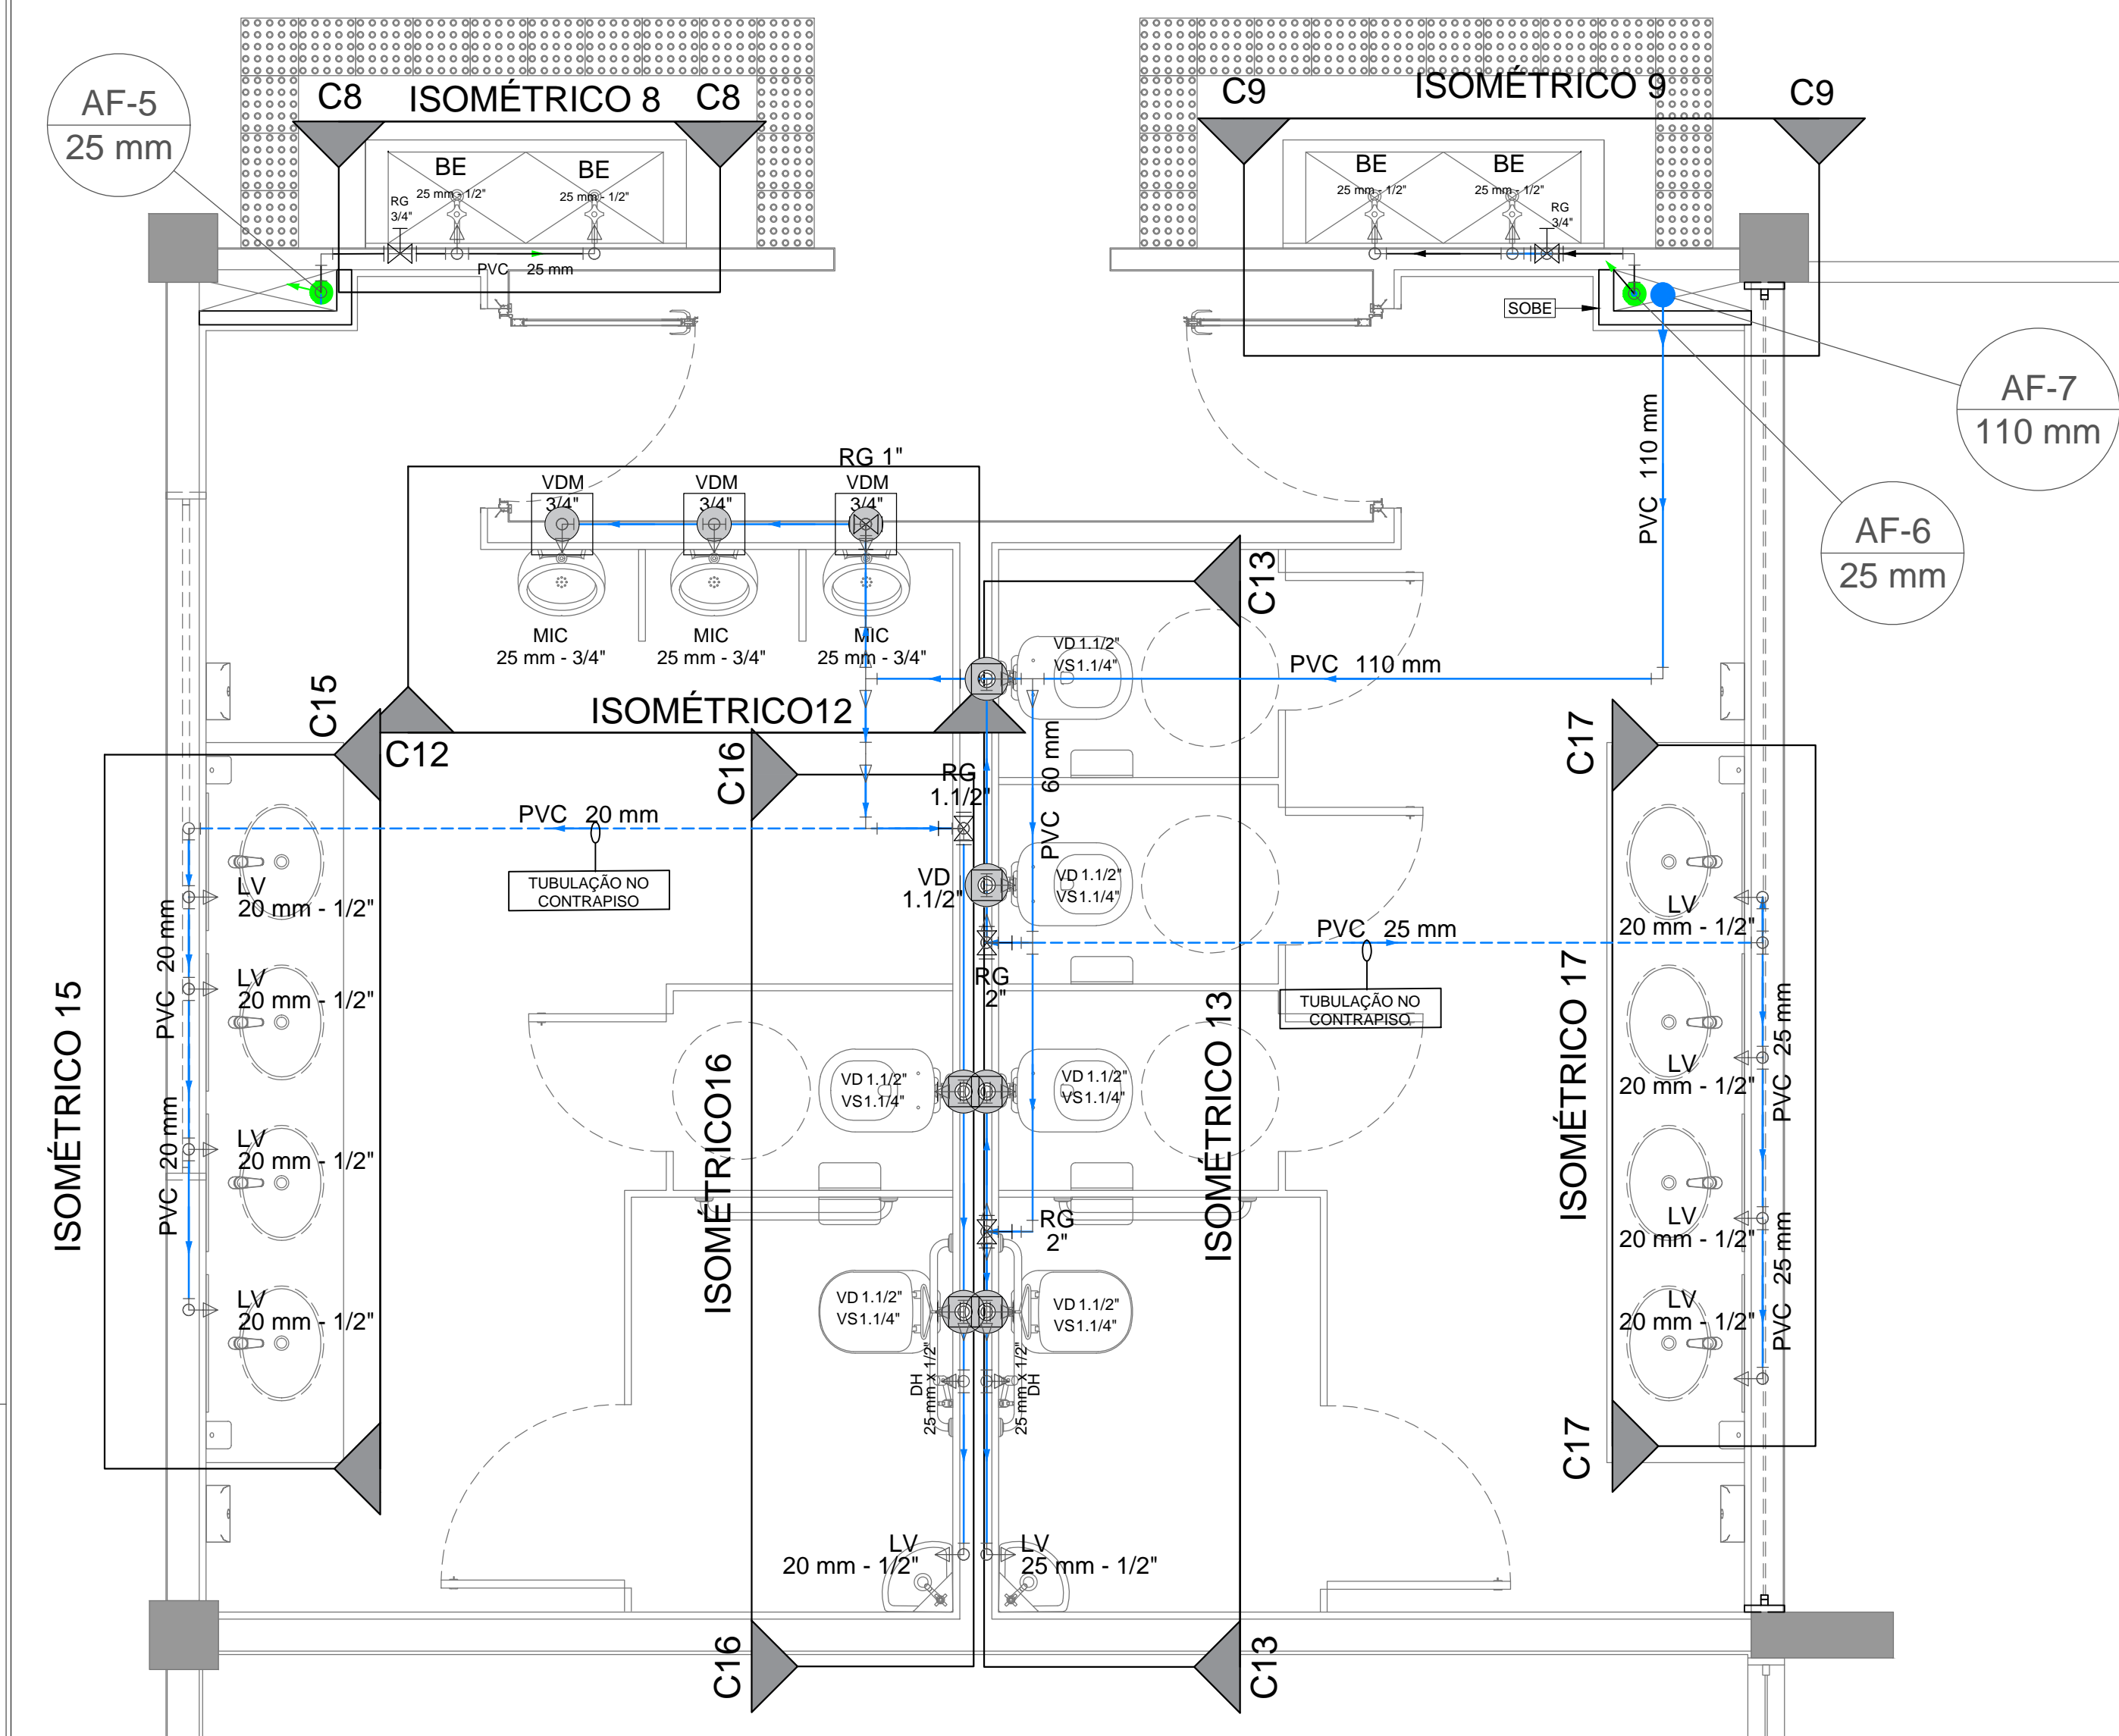 AF-5
25 mm
C8
ISOMÉTRICO 8
C8
C9
ISOMÉTRICO 9
C9
BE
25 mm - 1/2"
BE
25 mm - 1/2"
RG
3/4"
PVC 25 mm
BE
25 mm - 1/2"
BE
25 mm - 1/2"
RG
3/4"
SOBE
AF-7
110 mm
AF-6
25 mm
PVC 110 mm
RG 1"
VDM
3/4"
VDM
3/4"
VDM
3/4"
MIC
25 mm - 3/4"
MIC
25 mm - 3/4"
MIC
25 mm - 3/4"
C13
VD 1.1/2"
VS1.1/4"
PVC 110 mm
ISOMÉTRICO12
C15
C12
C16
RG
1.1/2"
PVC 60 mm
C17
PVC 20 mm
TUBULAÇÃO NO
CONTRAPISO
VD
1.1/2"
VD 1.1/2"
VS1.1/4"
LV
20 mm - 1/2"
LV
20 mm - 1/2"
LV
20 mm - 1/2"
LV
20 mm - 1/2"
PVC 20 mm
PVC 20 mm
ISOMÉTRICO 15
RG
2"
PVC 25 mm
TUBULAÇÃO NO
CONTRAPISO
LV
20 mm - 1/2"
LV
20 mm - 1/2"
LV
20 mm - 1/2"
LV
20 mm - 1/2"
PVC 25 mm
PVC 25 mm
ISOMÉTRICO 17
ISOMÉTRICO16
ISOMÉTRICO 13
VD 1.1/2"
VS1.1/4"
VD 1.1/2"
VS1.1/4"
RG
2"
VD 1.1/2"
VS1.1/4"
VD 1.1/2"
VS1.1/4"
DH
25 mm x 1/2"
DH
25 mm x 1/2"
C17
LV
20 mm - 1/2"
LV
25 mm - 1/2"
C16
C13